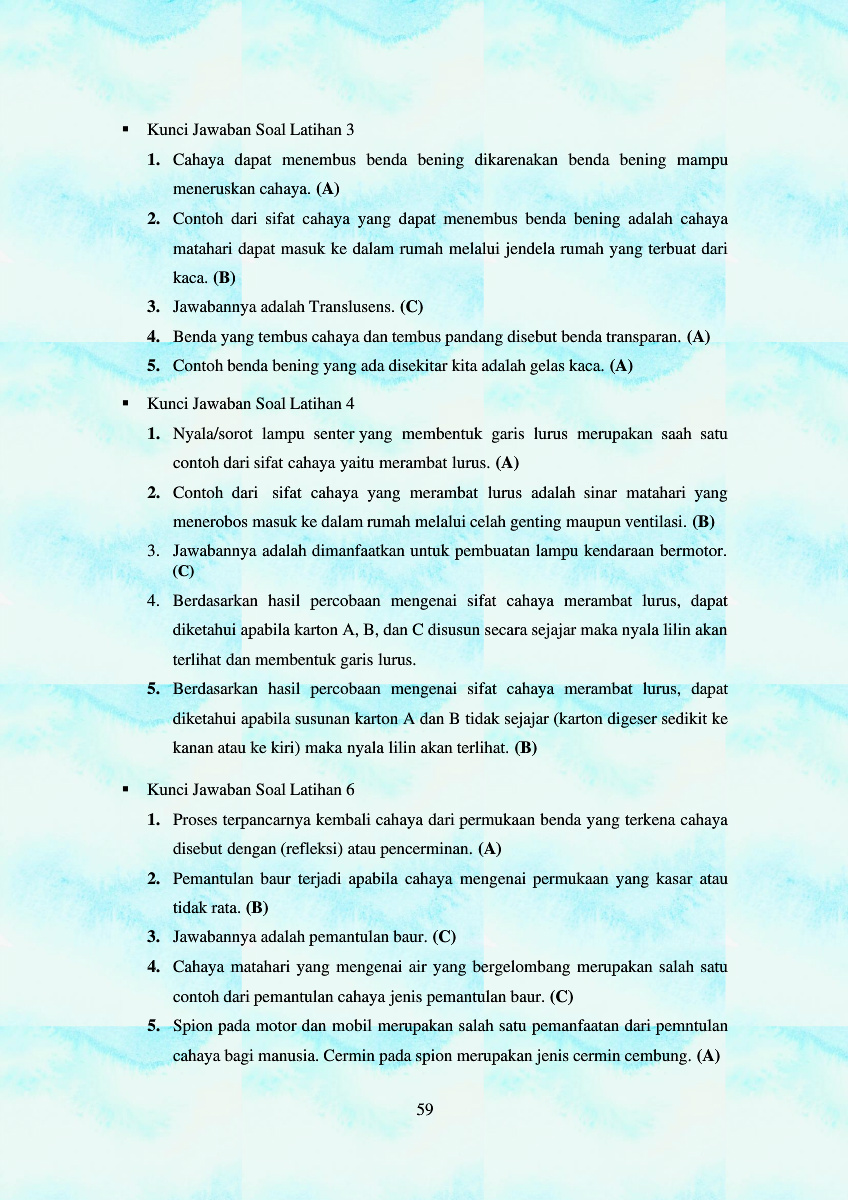 ▪ Kunci Jawaban Soal Latihan 3
1. Cahaya dapat menembus benda bening dikarenakan benda bening mampu
meneruskan cahaya. (A)
2. Contoh dari sifat cahaya yang dapat menembus benda bening adalah cahaya
matahari dapat masuk ke dalam rumah melalui jendela rumah yang terbuat dari
kaca. (B)
3. Jawabannya adalah Translusens. (C)
4. Benda yang tembus cahaya dan tembus pandang disebut benda transparan. (A)
5. Contoh benda bening yang ada disekitar kita adalah gelas kaca. (A)
▪ Kunci Jawaban Soal Latihan 4
1. Nyala/sorot lampu senter yang membentuk garis lurus merupakan saah satu
contoh dari sifat cahaya yaitu merambat lurus. (A)
2. Contoh dari sifat cahaya yang merambat lurus adalah sinar matahari yang
menerobos masuk ke dalam rumah melalui celah genting maupun ventilasi. (B)
3. Jawabannya adalah dimanfaatkan untuk pembuatan lampu kendaraan bermotor.
(C)
4. Berdasarkan hasil percobaan mengenai sifat cahaya merambat lurus, dapat
diketahui apabila karton A, B, dan C disusun secara sejajar maka nyala lilin akan
terlihat dan membentuk garis lurus.
5. Berdasarkan hasil percobaan mengenai sifat cahaya merambat lurus, dapat
diketahui apabila susunan karton A dan B tidak sejajar (karton digeser sedikit ke
kanan atau ke kiri) maka nyala lilin akan terlihat. (B)
▪ Kunci Jawaban Soal Latihan 6
1. Proses terpancarnya kembali cahaya dari permukaan benda yang terkena cahaya
disebut dengan (refleksi) atau pencerminan. (A)
2. Pemantulan baur terjadi apabila cahaya mengenai permukaan yang kasar atau
tidak rata. (B)
3. Jawabannya adalah pemantulan baur. (C)
4. Cahaya matahari yang mengenai air yang bergelombang merupakan salah satu
contoh dari pemantulan cahaya jenis pemantulan baur. (C)
5. Spion pada motor dan mobil merupakan salah satu pemanfaatan dari pemntulan
cahaya bagi manusia. Cermin pada spion merupakan jenis cermin cembung. (A)
59